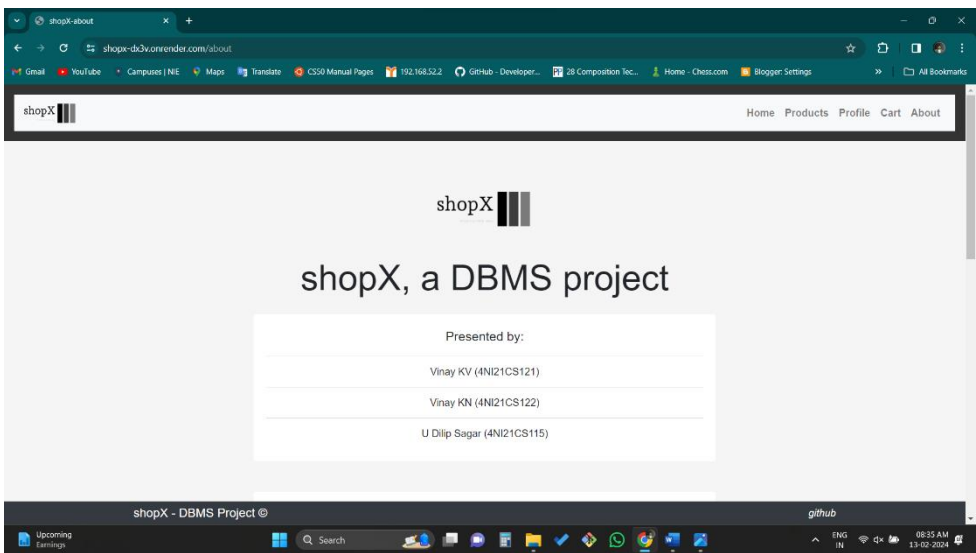 shopX-about
shopx-dx3v.onrender.com/about
Gmail YouTube Campuses | NIE Maps Translate CS50 Manual Pages 192.168.52.2 GitHub - Developer... 28 Composition Tec... Home - Chess.com Blogger: Settings » All Bookmarks
shopX Home Products Profile Cart About
shopX
shopX, a DBMS project
Presented by:
Vinay KV (4NI21CS121)
Vinay KN (4NI21CS122)
U Dilip Sagar (4NI21CS115)
shopX - DBMS Project © github
Upcoming
Earnings
Search
ENG
IN
08:35 AM
13-02-2024